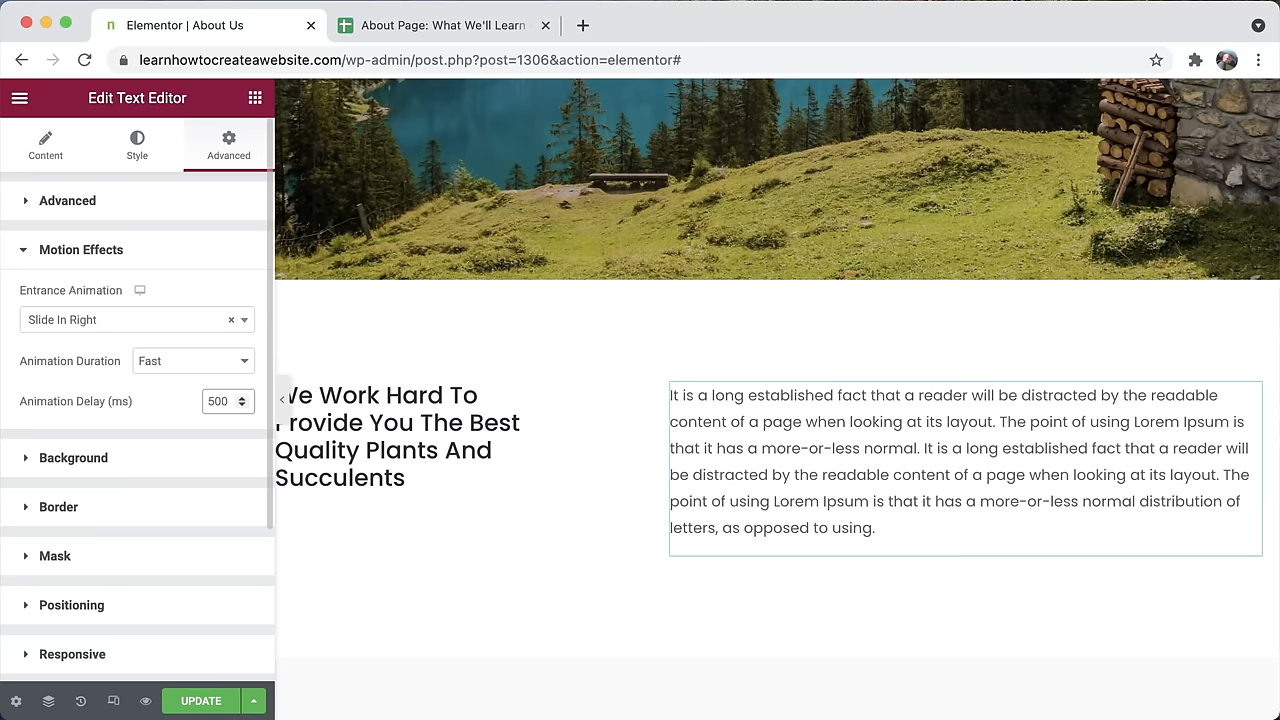 Elementor | About Us
About Page: What We'll Learn
learnhowtocreateawebsite.com/wp-admin/post.php?post=1306&action=elementor#
Edit Text Editor
Content
Style
Advanced
Advanced
Motion Effects
Entrance Animation
Slide In Right
Animation Duration
Fast
Animation Delay (ms)
500
Background
Border
Mask
Positioning
Responsive
UPDATE
We Work Hard To
Provide You The Best
Quality Plants And
Succulents
It is a long established fact that a reader will be distracted by the readable
content of a page when looking at its layout. The point of using Lorem Ipsum is
that it has a more-or-less normal. It is a long established fact that a reader will
be distracted by the readable content of a page when looking at its layout. The
point of using Lorem Ipsum is that it has a more-or-less normal distribution of
letters, as opposed to using.